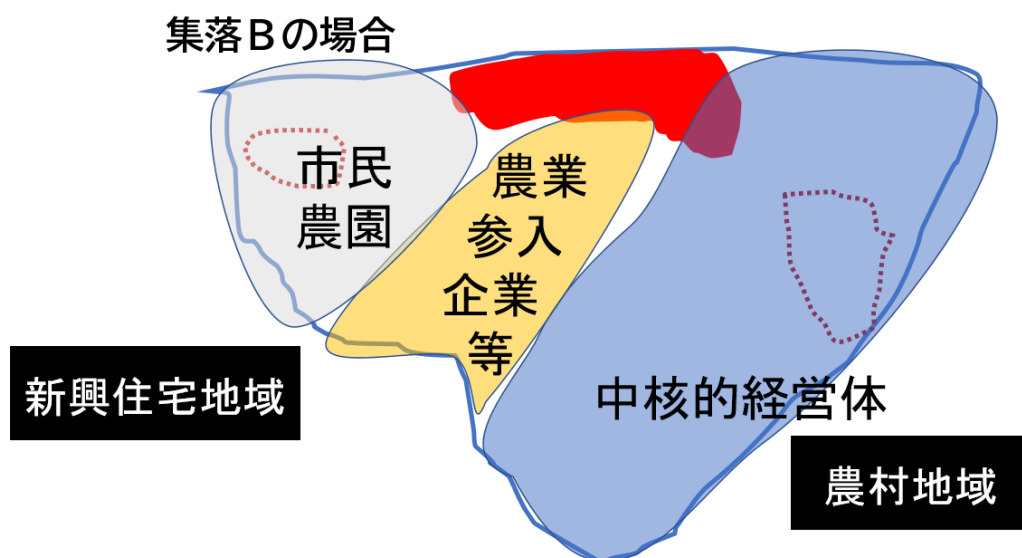 集落Ｂの場合
市民
農園
農業
参入
企業
等
新興住宅地域
中核的経営体
農村地域